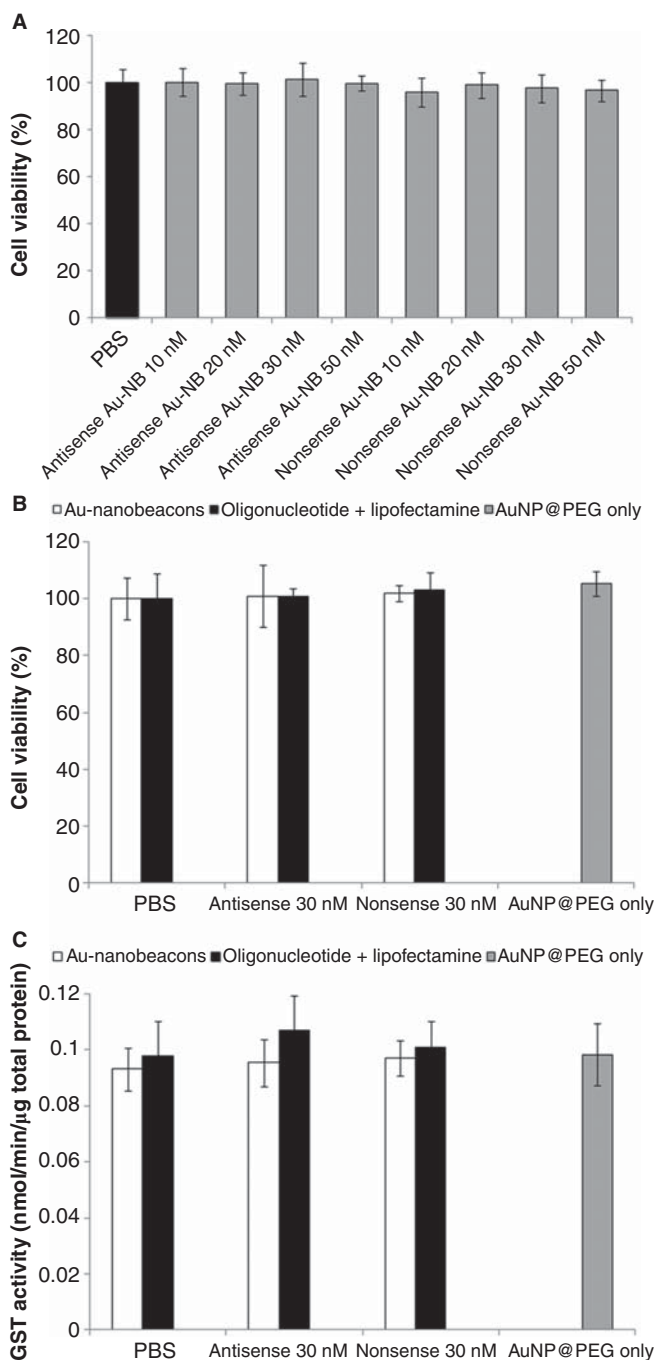 A
120
100
80
60
40
20
0
Cell viability (%)
PBS
Antisense Au-NB 10 nM
Antisense Au-NB 20 nM
Antisense Au-NB 30 nM
Antisense Au-NB 50 nM
Nonsense Au-NB 10 nM
Nonsense Au-NB 20 nM
Nonsense Au-NB 30 nM
Nonsense Au-NB 50 nM
B
Au-nanobeacons Oligonucleotide + lipofectamine AuNP@PEG only
120
100
80
60
40
20
0
Cell viability (%)
PBS Antisense 30 nM Nonsense 30 nM AuNP@PEG only
C
Au-nanobeacons Oligonucleotide + lipofectamine AuNP@PEG only
0.12
0.1
0.08
0.06
0.04
0.02
0
GST activity (nmol/min/µg total protein)
PBS Antisense 30 nM Nonsense 30 nM AuNP@PEG only